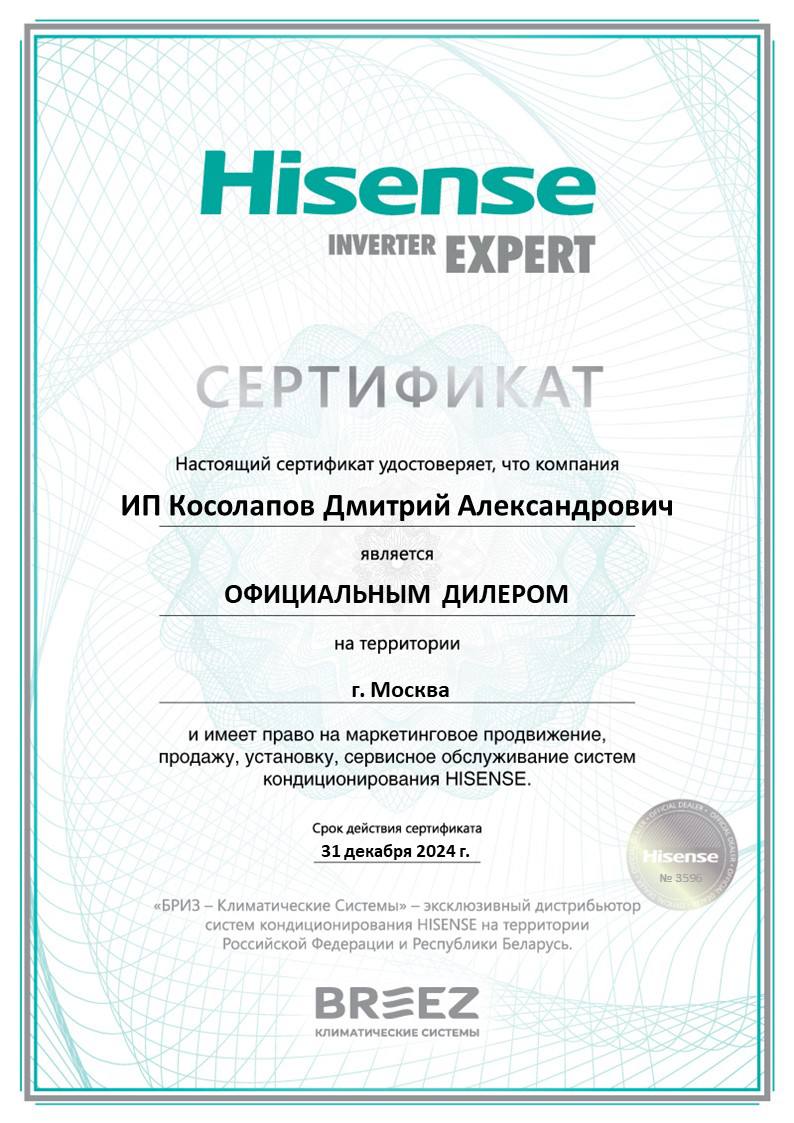 Hisense
INVERTER EXPERT
СЕРТИФИКАТ
Настоящий сертификат удостоверяет, что компания
ИП Косолапов Дмитрий Александрович
является
ОФИЦИАЛЬНЫМ ДИЛЕРОМ
на территории
г. Москва
и имеет право на маркетинговое продвижение,
продажу, установку, сервисное обслуживание систем
кондиционирования HISENSE.
Срок действия сертификата
31 декабря 2024 г.
OFFICIAL DEALER • OFFICIAL DEALER
Hisense
№ 3596
«БРИЗ – Климатические Системы» – эксклюзивный дистрибьютор
систем кондиционирования HISENSE на территории
Российской Федерации и Республики Беларусь.
BREEZ
КЛИМАТИЧЕСКИЕ СИСТЕМЫ